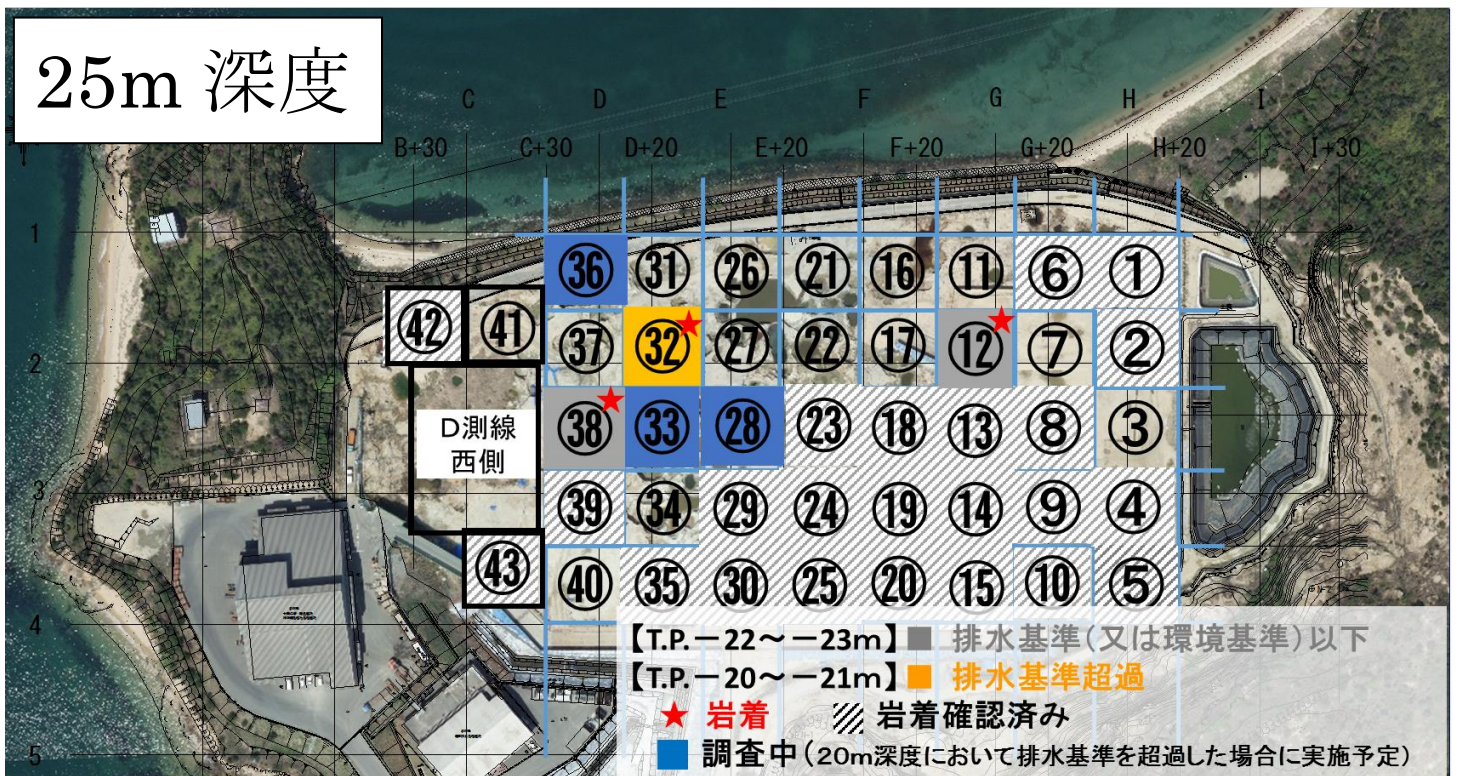 25m 深度
C D E F G H I
B+30 C+30 D+20 E+20 F+20 G+20 H+20 I+30
1
㊱ ㉛ ㉖ ㉑ ⑯ ⑪ ⑥ ①
㊷ ㊶ ㊲ ㉜ ㉗ ㉒ ⑰ ⑫ ⑦ ②
2
D測線
西側
㊳ ㉝ ㉘ ㉓ ⑱ ⑬ ⑧ ③
3
㊴ ㉞ ㉙ ㉔ ⑲ ⑭ ⑨ ④
㊸ ㊵ ㉟ ㉚ ㉕ ⑳ ⑮ ⑩ ⑤
4
【T.P.－22～－23m】 排水基準(又は環境基準)以下
【T.P.－20～－21m】 排水基準超過
岩着 岩着確認済み
調査中(20m深度において排水基準を超過した場合に実施予定)
5